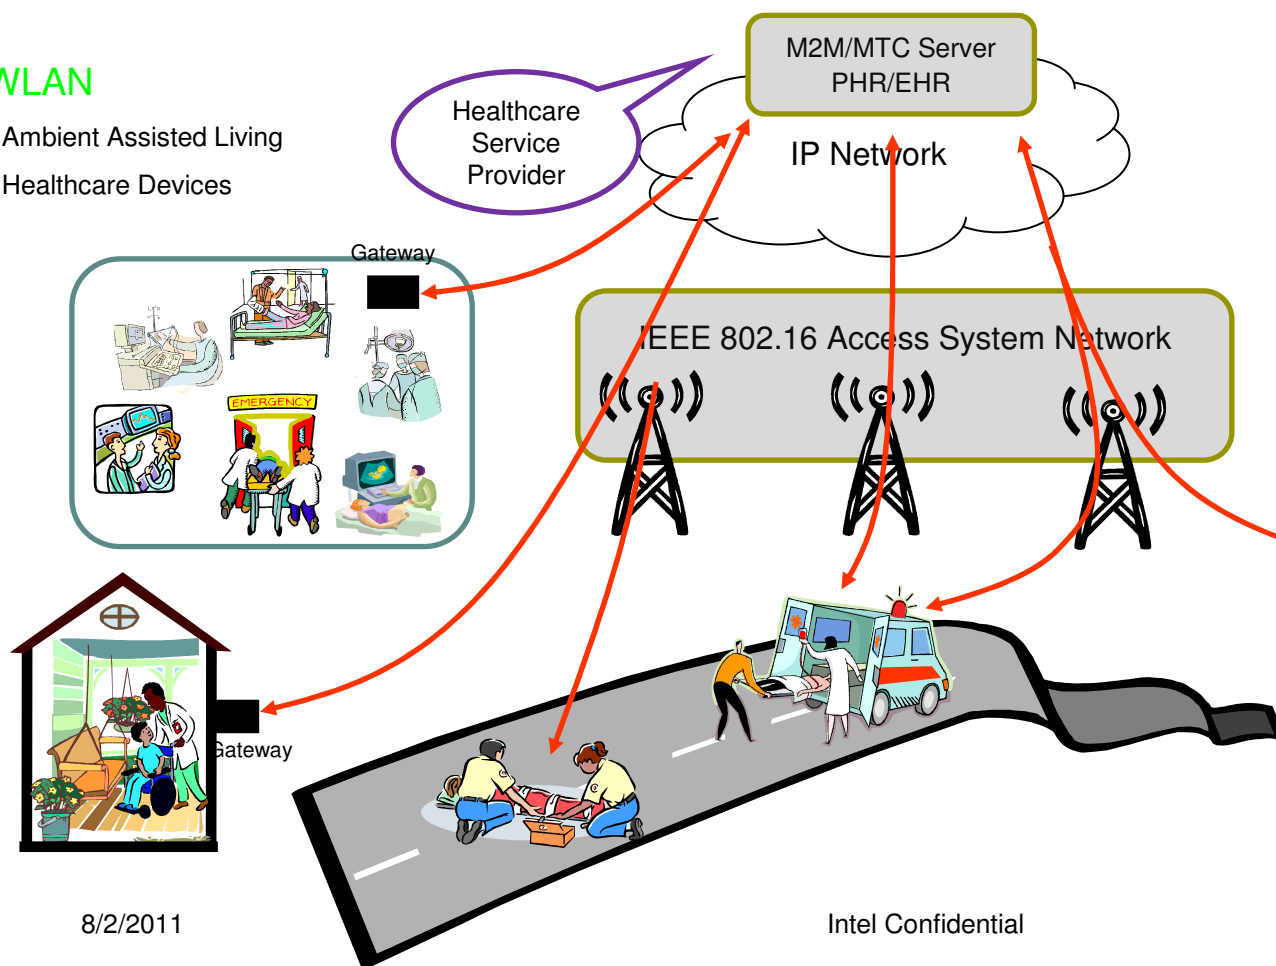 WLAN
Ambient Assisted Living
Healthcare Devices
Healthcare
Service
Provider
M2M/MTC Server
PHR/EHR
IP Network
Gateway
EMERGENCY
IEEE 802.16 Access System Network
Gateway
8/2/2011
Intel Confidential